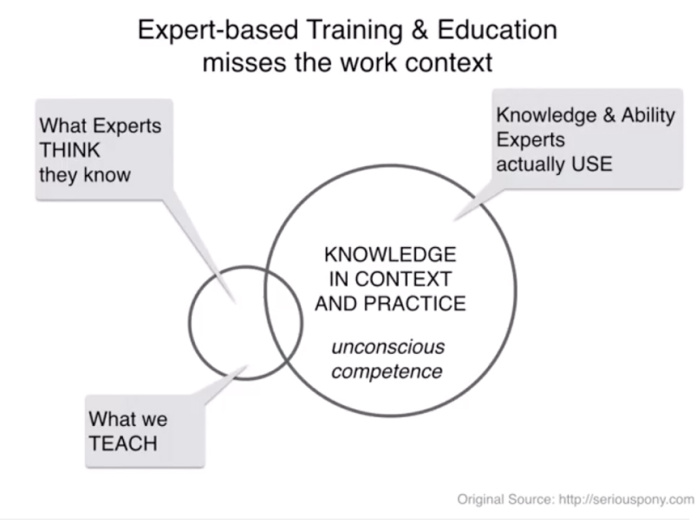 Expert-based Training & Education
misses the work context
What Experts
THINK
they know
Knowledge & Ability
Experts
actually USE
KNOWLEDGE
IN CONTEXT
AND PRACTICE
unconscious
competence
What we
TEACH
Original Source: http://seriouspony.com